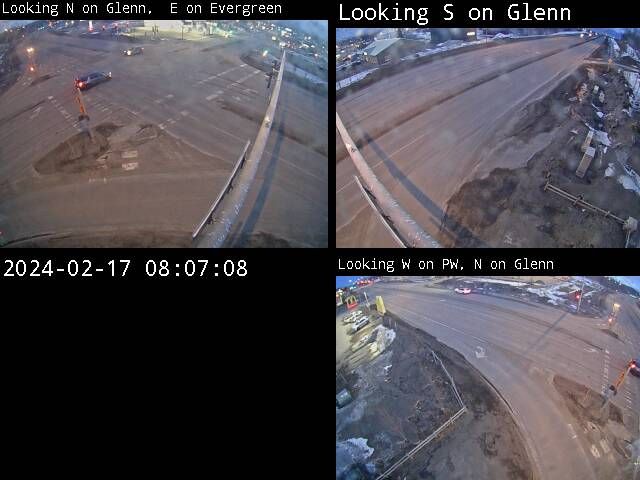 Looking N on Glenn,  E on Evergreen
Looking S on Glenn
2024-02-17 08:07:08
Looking W on PW, N on Glenn